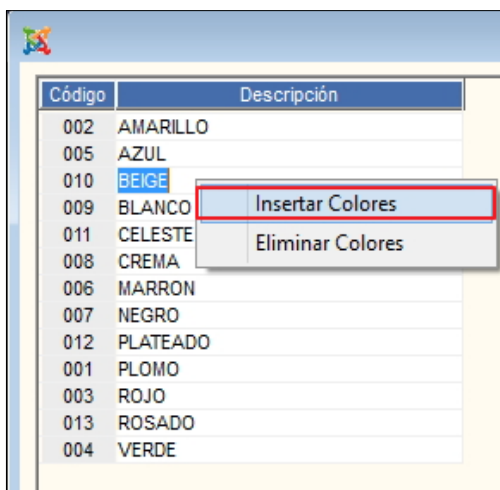 Código Descripción
002 AMARILLO
005 AZUL
010 BEIGE
Insertar Colores
009 BLANCO
011 CELESTE
Eliminar Colores
008 CREMA
006 MARRON
007 NEGRO
012 PLATEADO
001 PLOMO
003 ROJO
013 ROSADO
004 VERDE